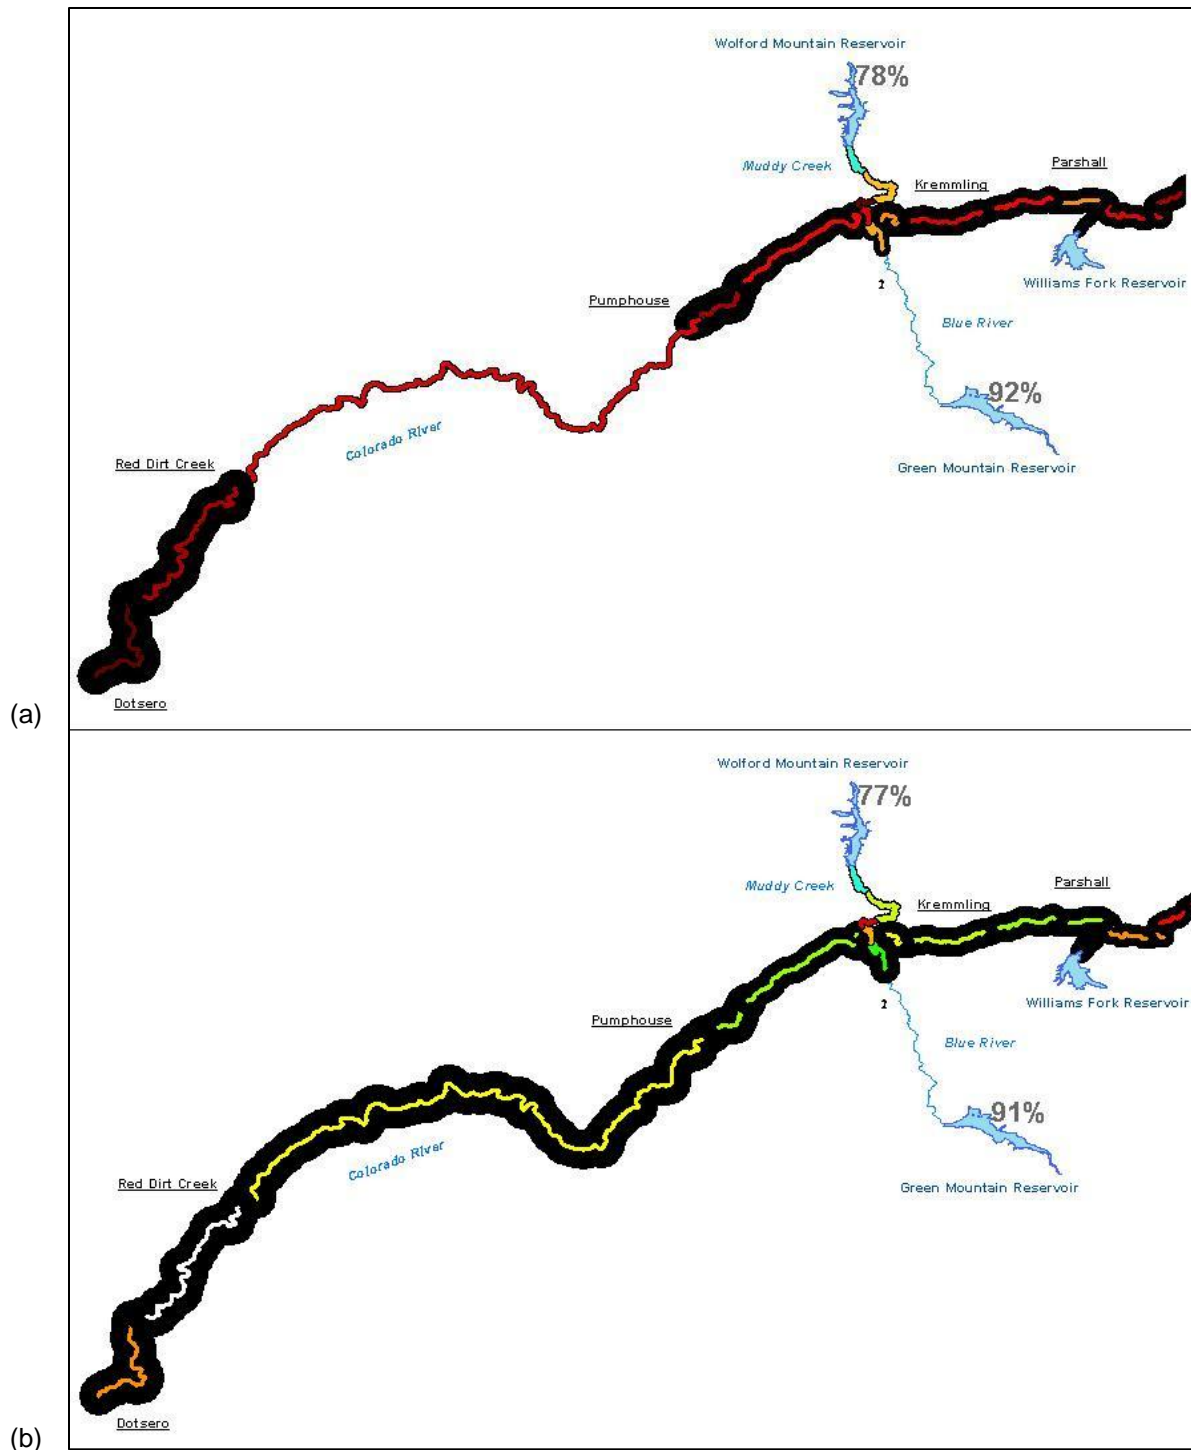 Wolford Mountain Reservoir
78%
Muddy Creek
Parshall
Kremmling
Williams Fork Reservoir
Pumphouse
2
Blue River
92%
Colorado River
Red Dirt Creek
Green Mountain Reservoir
Dotsero
(a)
Wolford Mountain Reservoir
77%
Muddy Creek
Parshall
Kremmling
Williams Fork Reservoir
2
Pumphouse
Blue River
91%
Colorado River
Red Dirt Creek
Green Mountain Reservoir
Dotsero
(b)